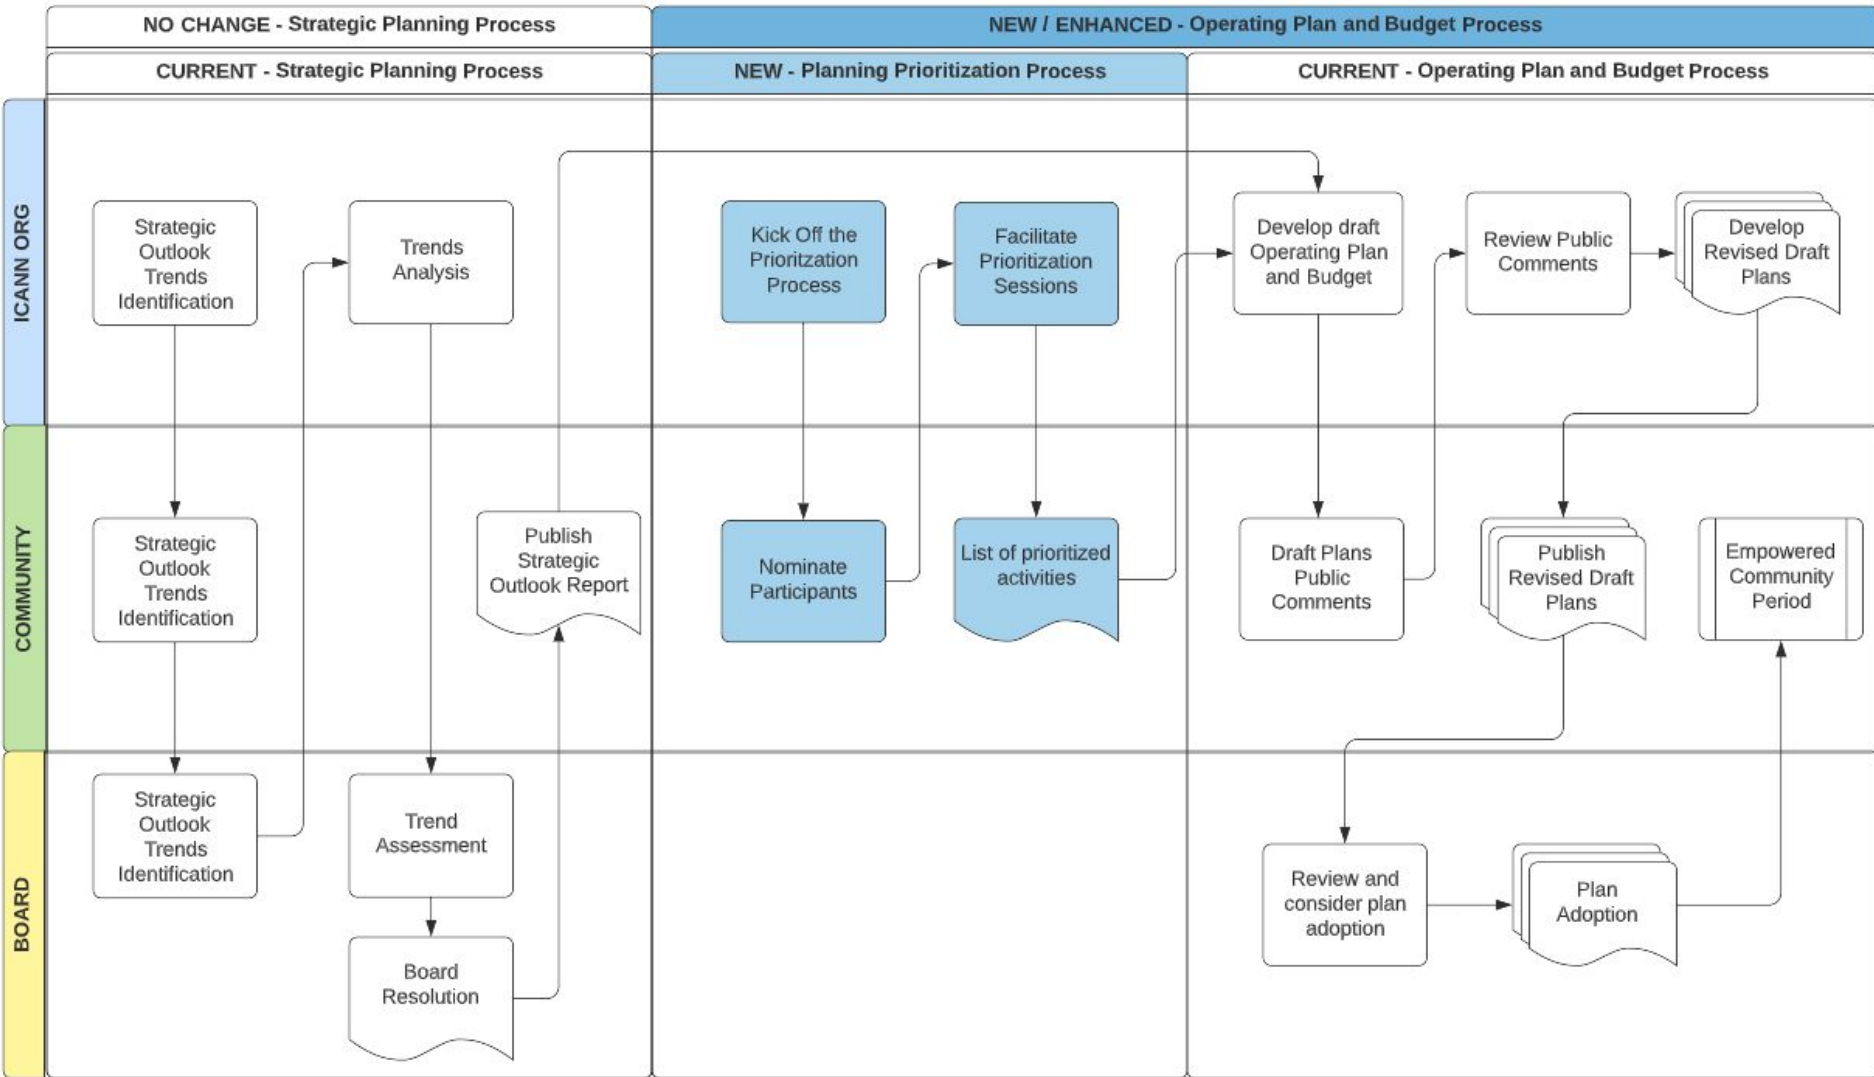 NO CHANGE - Strategic Planning Process
NEW / ENHANCED - Operating Plan and Budget Process
CURRENT - Strategic Planning Process
NEW - Planning Prioritization Process
CURRENT - Operating Plan and Budget Process
ICANN ORG
Strategic
Outlook
Trends
Identification
Trends
Analysis
Kick Off the
Prioritzation
Process
Facilitate
Prioritization
Sessions
Develop draft
Operating Plan
and Budget
Review Public
Comments
Develop
Revised Draft
Plans
COMMUNITY
Strategic
Outlook
Trends
Identification
Publish
Strategic
Outlook Report
Nominate
Participants
List of prioritized
activities
Draft Plans
Public
Comments
Publish
Revised Draft
Plans
Empowered
Community
Period
BOARD
Strategic
Outlook
Trends
Identification
Trend
Assessment
Board
Resolution
Review and
consider plan
adoption
Plan
Adoption